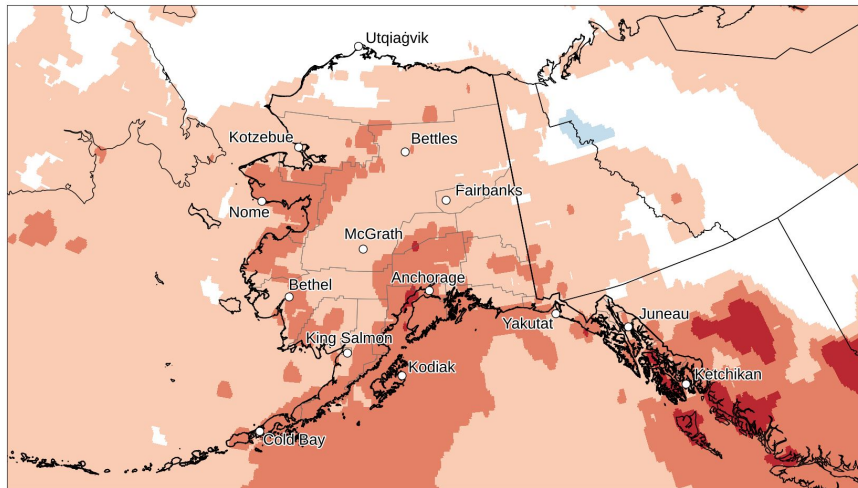 Utqiaġvik
Kotzebue
Bettles
Fairbanks
Nome
McGrath
Bethel
Anchorage
Yakutat
Juneau
King Salmon
Kodiak
Ketchikan
Cold Bay